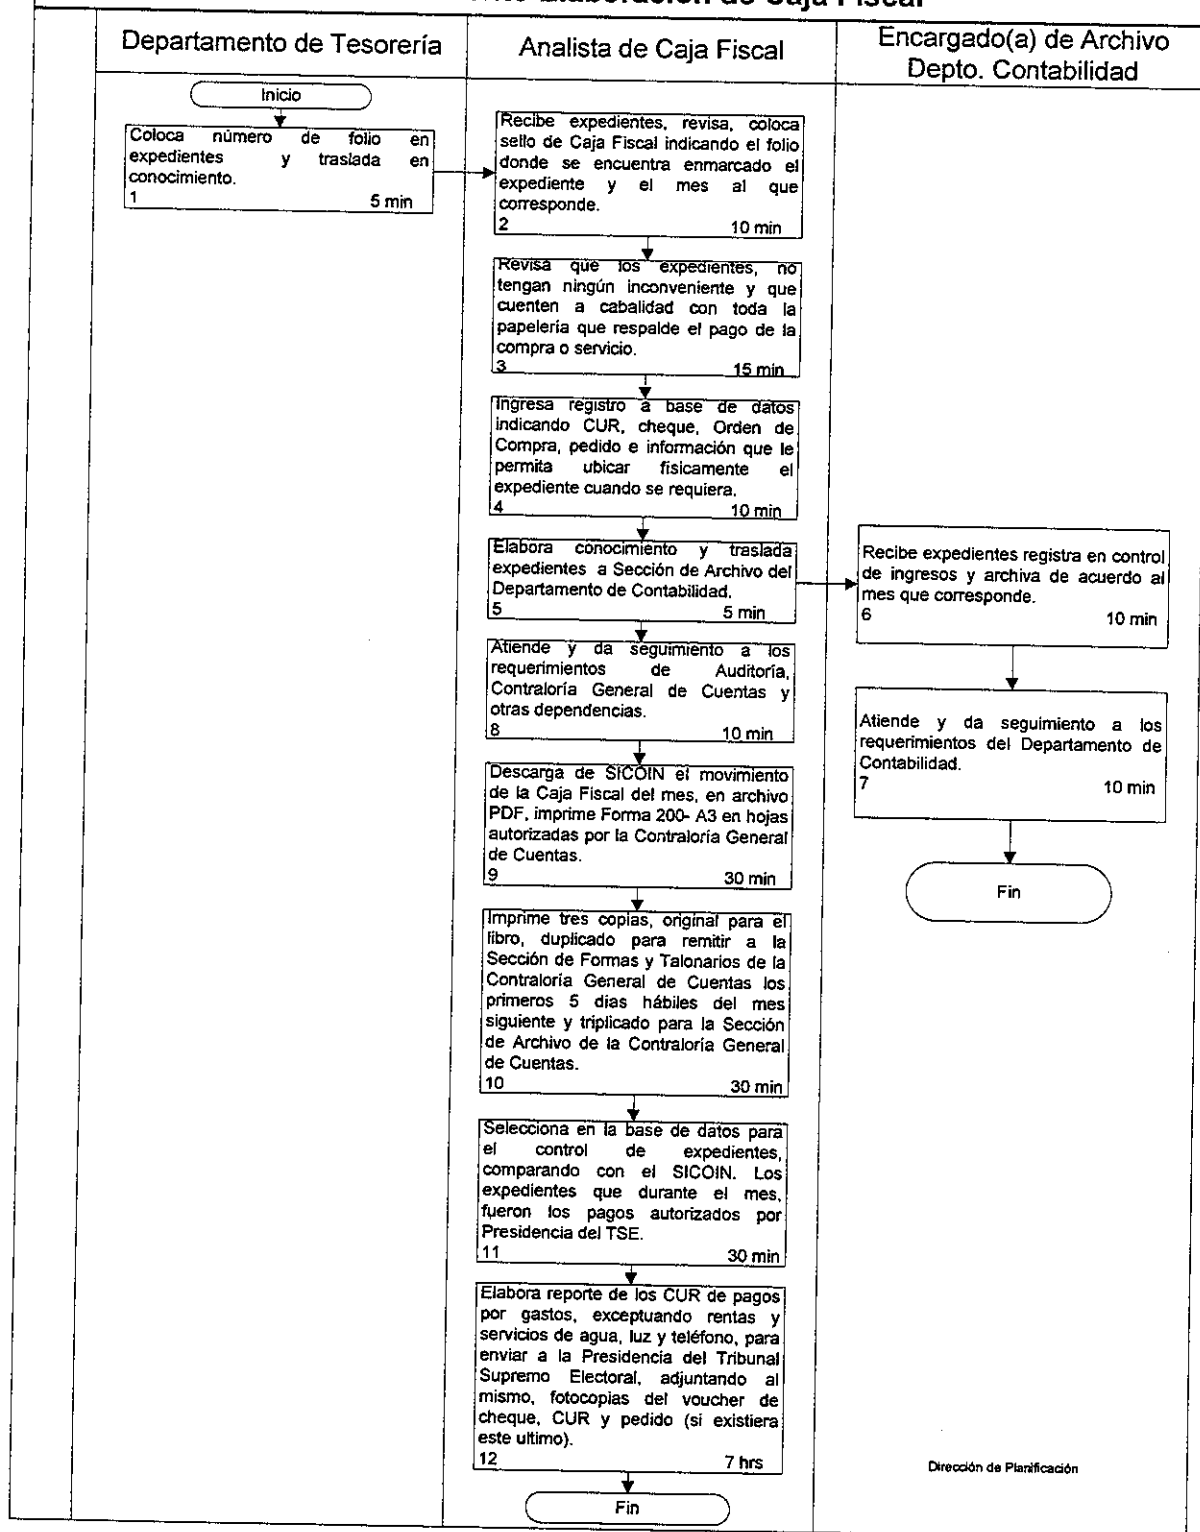 Elaboración de Caja Fiscal
Departamento de Tesorería
Analista de Caja Fiscal
Encargado(a) de Archivo
Depto. Contabilidad
Inicio
Coloca número de folio en
expedientes y traslada en
conocimiento.
1 5 min
Recibe expedientes, revisa, coloca
sello de Caja Fiscal indicando el folio
donde se encuentra enmarcado el
expediente y el mes al que
corresponde.
2 10 min
Revisa que los expedientes, no
tengan ningún inconveniente y que
cuenten a cabalidad con toda la
papelería que respalde el pago de la
compra o servicio.
3 15 min
Ingresa registro a base de datos
indicando CUR, cheque, Orden de
Compra, pedido e información que le
permita ubicar físicamente el
expediente cuando se requiera.
4 10 min
Elabora conocimiento y traslada
expedientes a Sección de Archivo del
Departamento de Contabilidad.
5 5 min
Recibe expedientes registra en control
de ingresos y archiva de acuerdo al
mes que corresponde.
6 10 min
Atiende y da seguimiento a los
requerimientos del Departamento de
Contabilidad.
7 10 min
Fin
Atiende y da seguimiento a los
requerimientos de Auditoría,
Contraloría General de Cuentas y
otras dependencias.
8 10 min
Descarga de SICOIN el movimiento
de la Caja Fiscal del mes, en archivo
PDF, imprime Forma 200- A3 en hojas
autorizadas por la Contraloría General
de Cuentas.
9 30 min
Imprime tres copias, original para el
libro, duplicado para remitir a la
Sección de Formas y Talonarios de la
Contraloría General de Cuentas los
primeros 5 días hábiles del mes
siguiente y triplicado para la Sección
de Archivo de la Contraloría General
de Cuentas.
10 30 min
Selecciona en la base de datos para
el control de expedientes,
comparando con el SICOIN. Los
expedientes que durante el mes,
fueron los pagos autorizados por
Presidencia del TSE.
11 30 min
Elabora reporte de los CUR de pagos
por gastos, exceptuando rentas y
servicios de agua, luz y teléfono, para
enviar a la Presidencia del Tribunal
Supremo Electoral, adjuntando al
mismo, fotocopias del voucher de
cheque, CUR y pedido (si existiera
este ultimo).
12 7 hrs
Fin
Dirección de Planificación